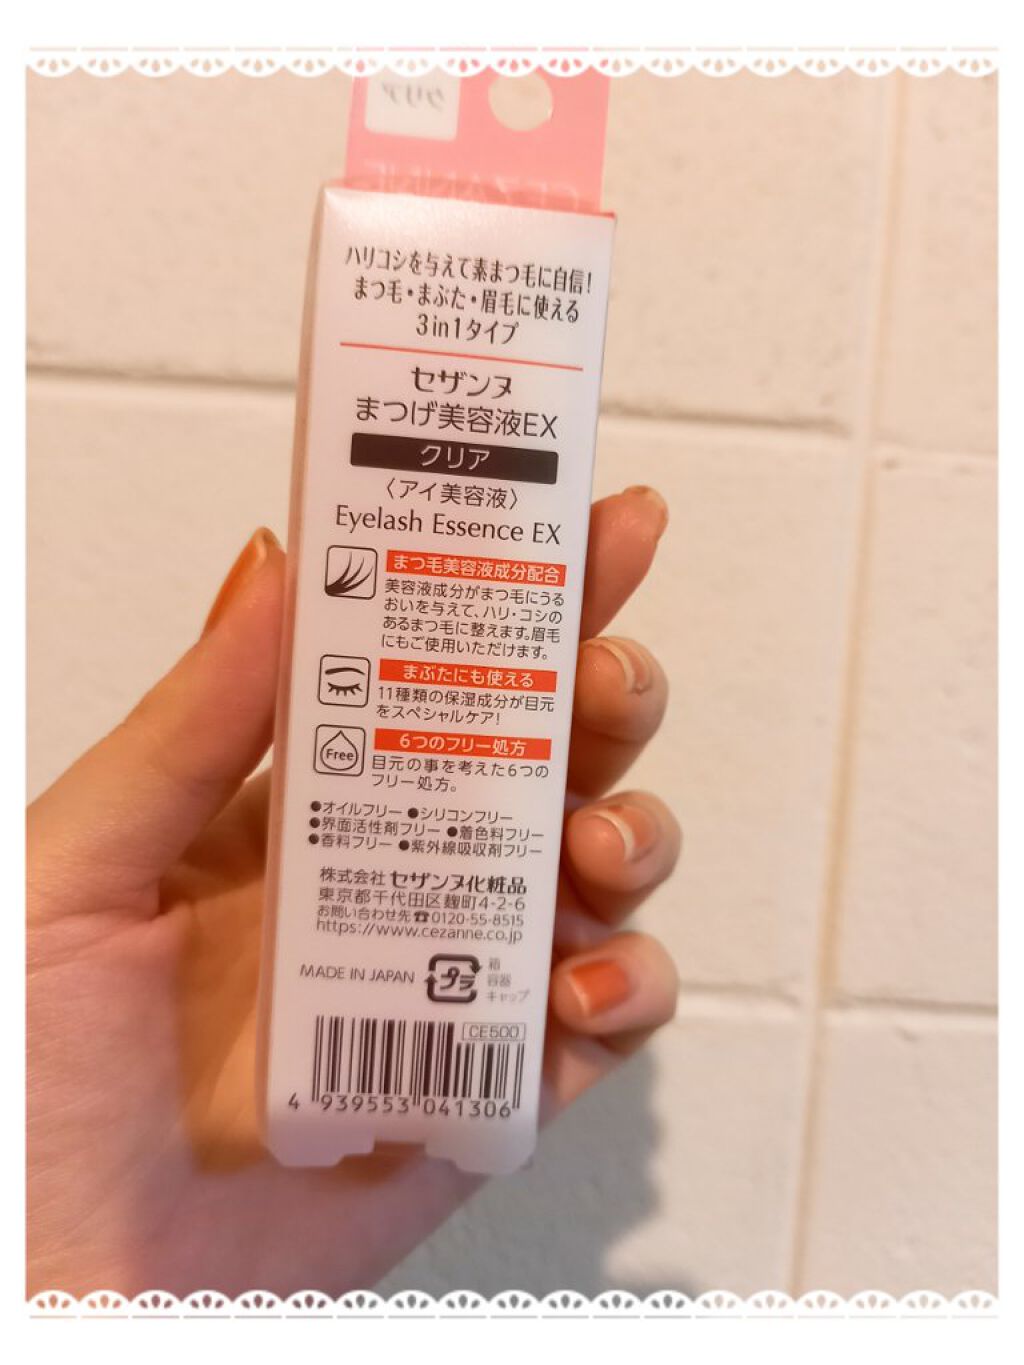 クリア
CEZANNE
ハリコシを与えて素まつ毛に自信!
まつ毛・まぶた・眉毛に使える
3in1タイプ
セザンヌ
まつげ美容液EX
クリア
〈アイ美容液〉
Eyelash Essence EX
まつ毛美容液成分配合
美容液成分がまつ毛にうる
おいを与えて、ハリ・コシの
あるまつ毛に整えます。眉毛
にもご使用いただけます。
まぶたにも使える
11種類の保湿成分が目元
をスペシャルケア!
Free
6つのフリー処方
目元の事を考えた6つの
フリー処方。
●オイルフリー ●シリコンフリー
●界面活性剤フリー ●着色料フリー
●香料フリー ●紫外線吸収剤フリー
株式会社 セザンヌ化粧品
東京都千代田区麹町4-2-6
お問い合わせ先☎0120-55-8515
https://www.cezanne.co.jp
MADE IN JAPAN
プラ
箱
容器
キャップ
CE500
4 939553 041306